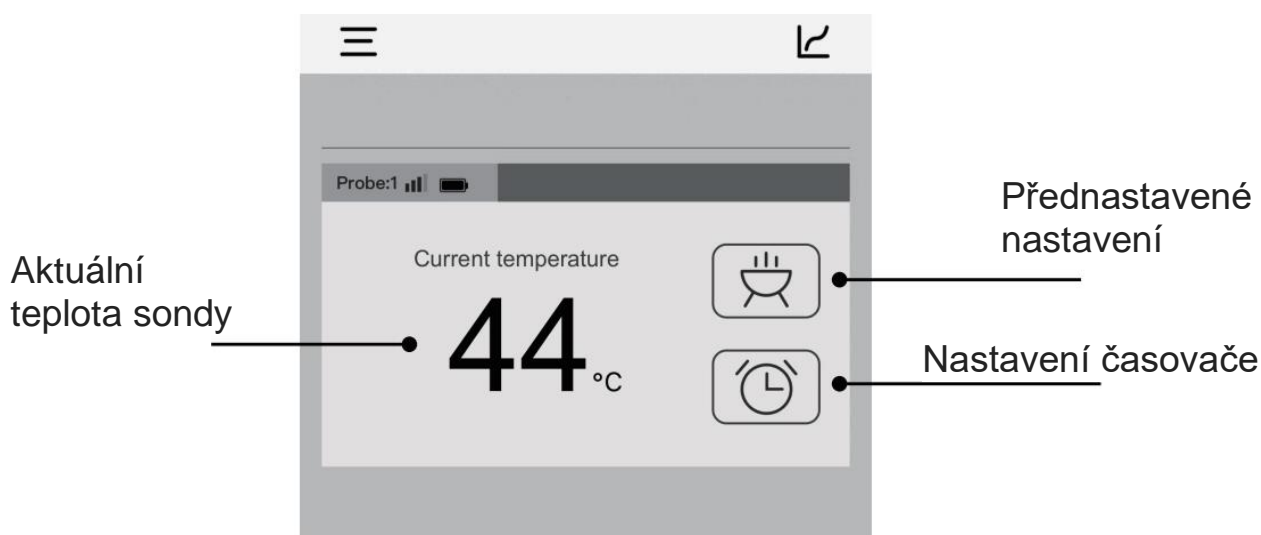 Probe:1
Přednastavené
nastavení
Current temperature
Aktuální
teplota sondy
44 °C
Nastavení časovače